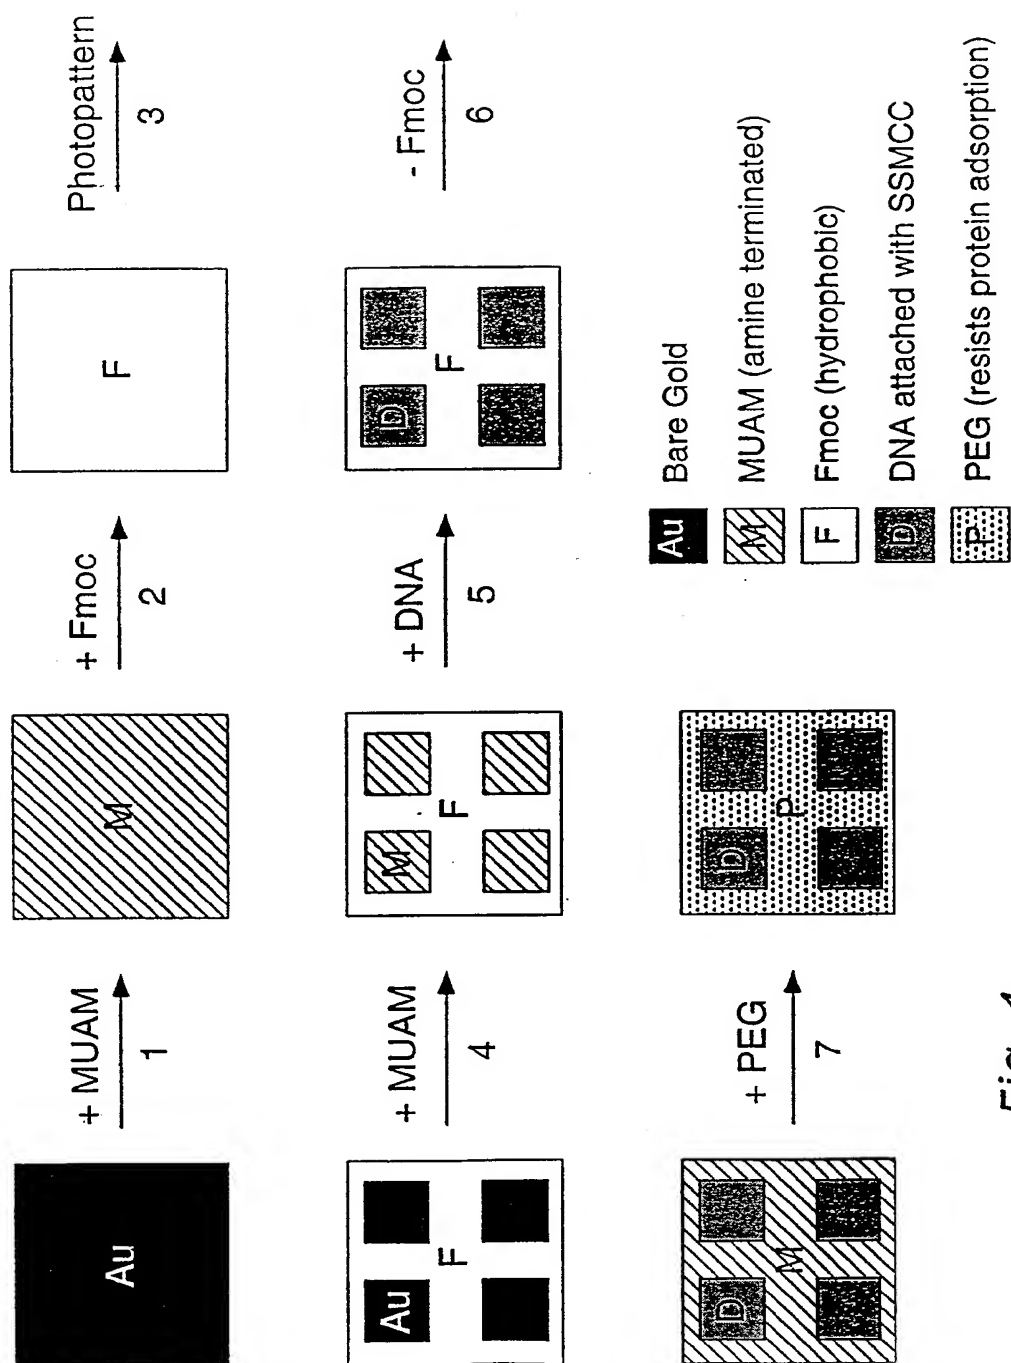 Au
+ MUAM
1
M
+ Fmoc
2
F
Photopattern
3
Au
F
+ MUAM
4
M
F
+ DNA
5
D
F
- Fmoc
6
D
M
+ PEG
7
D
P
Au Bare Gold
M MUAM (amine terminated)
F Fmoc (hydrophobic)
D DNA attached with SSMCC
P PEG (resists protein adsorption)